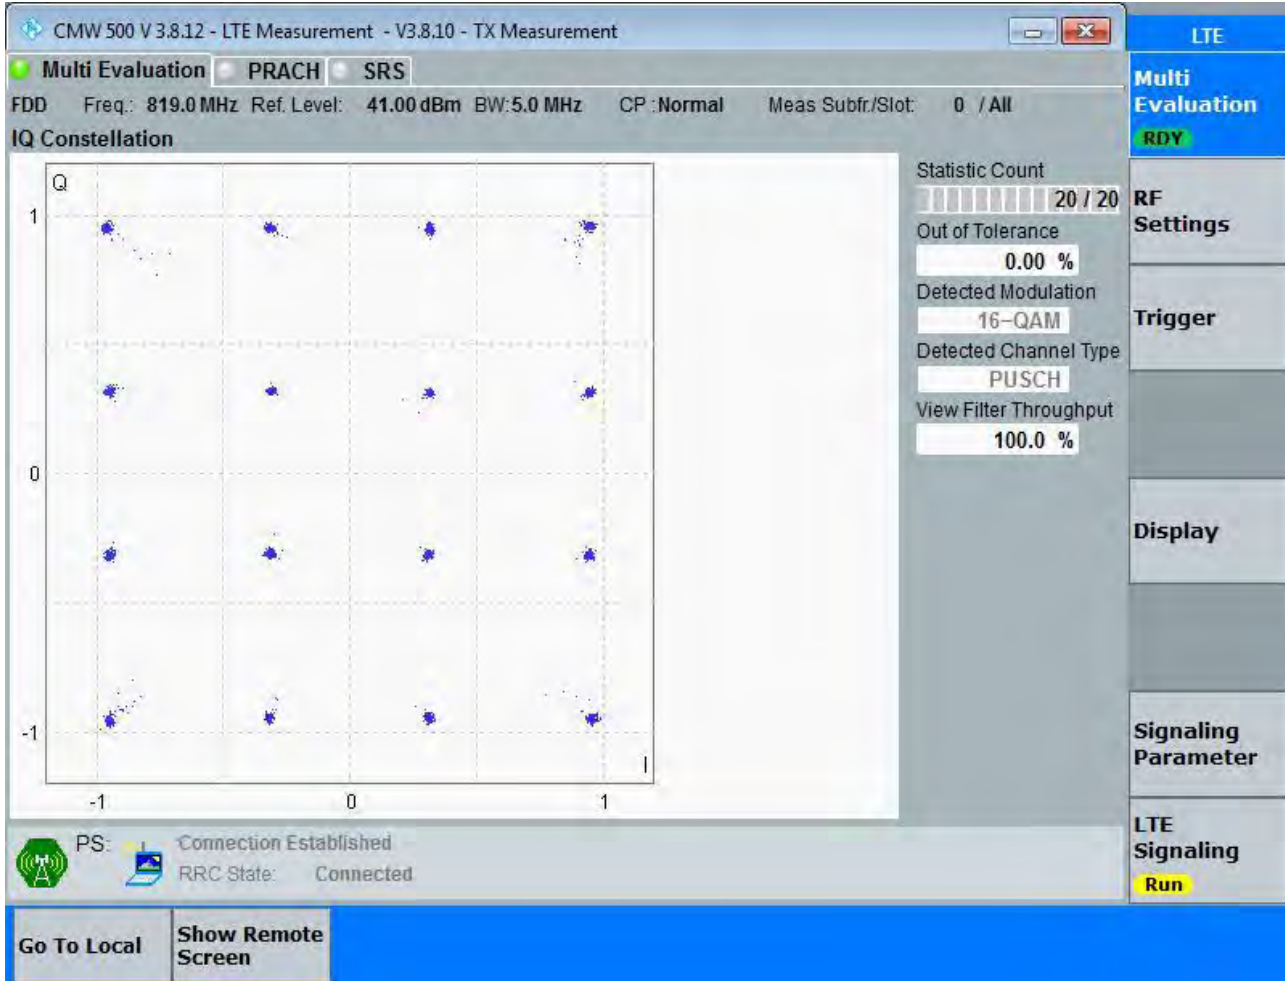 CMW 500 V 3.8.12 - LTE Measurement - V3.8.10 - TX Measurement
LTE
Multi Evaluation PRACH SRS
FDD Freq.: 819.0 MHz Ref. Level: 41.00 dBm BW: 5.0 MHz CP : Normal Meas Subfr./Slot: 0 / All
IQ Constellation
Q
1
0
-1
I
-1 0 1
Statistic Count
20 / 20
Out of Tolerance
0.00 %
Detected Modulation
16-QAM
Detected Channel Type
PUSCH
View Filter Throughput
100.0 %
Multi
Evaluation
RDY
RF
Settings
Trigger
Display
Signaling
Parameter
LTE
Signaling
Run
PS: Connection Established
RRC State: Connected
Go To Local
Show Remote
Screen